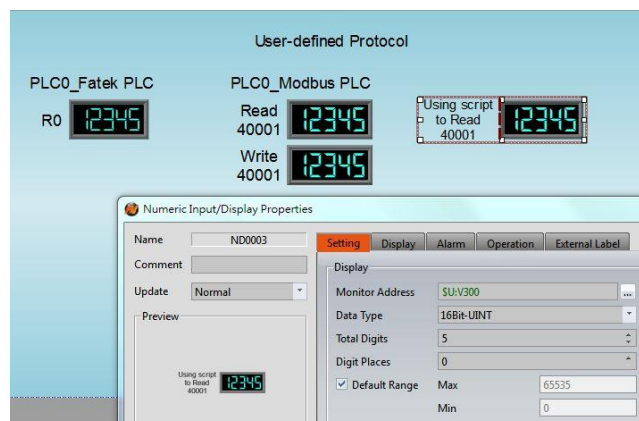 User-defined Protocol
PLC0_Fatek PLC
PLC0_Modbus PLC
R0
12345
Read
40001
12345
Write
40001
12345
Using script
to Read
40001
12345
Numeric Input/Display Properties
Name
ND0003
Comment
Update
Normal
Preview
Using script
to Read
40001
12345
Setting
Display
Alarm
Operation
External Label
Display
Monitor Address
$U:V300
...
Data Type
16Bit-UINT
Total Digits
5
Digit Places
0
Default Range
Max
65535
Min
0